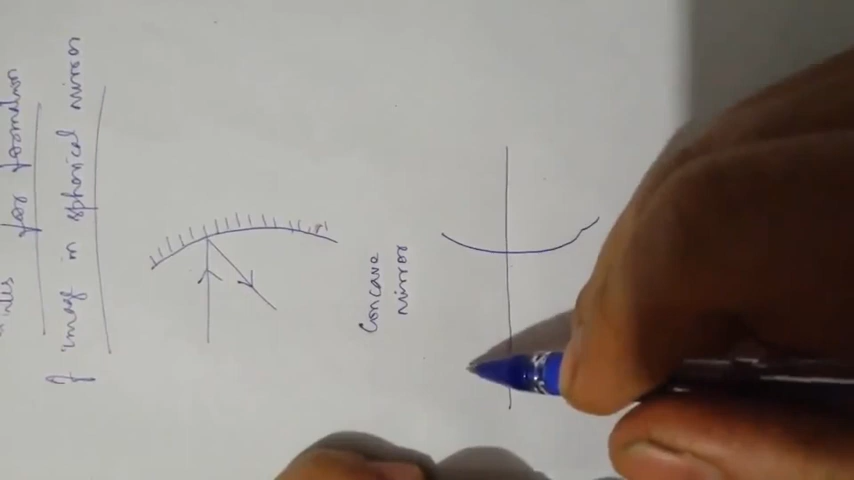 for formation
of image in spherical mirror
Concave
mirror